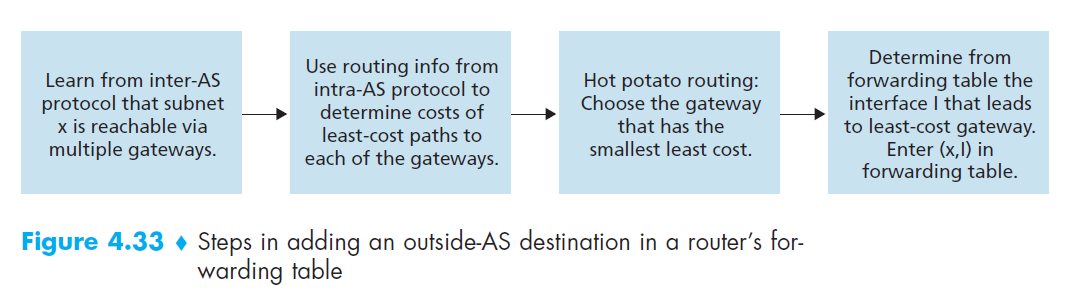 Learn from inter-AS
protocol that subnet
x is reachable via
multiple gateways.
Use routing info from
intra-AS protocol to
determine costs of
least-cost paths to
each of the gateways.
Hot potato routing:
Choose the gateway
that has the
smallest least cost.
Determine from
forwarding table the
interface I that leads
to least-cost gateway.
Enter (x,I) in
forwarding table.
Figure 4.33 ♦ Steps in adding an outside-AS destination in a router’s for-
warding table